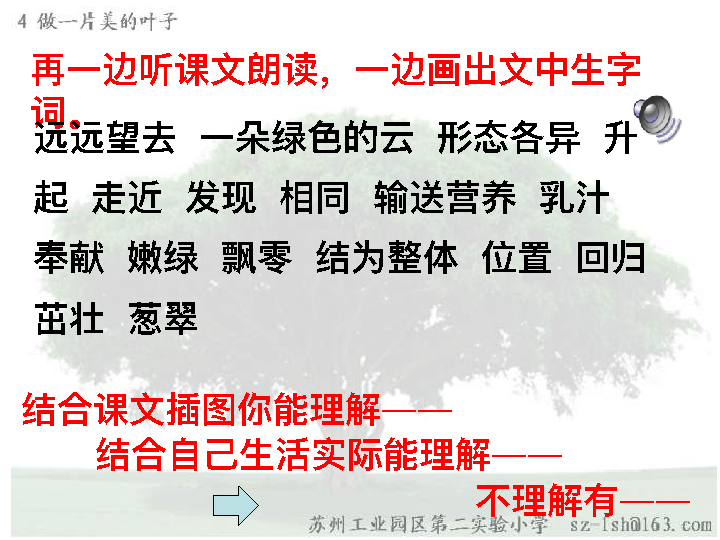 4 做一片美的叶子
再一边听课文朗读，一边画出文中生字
词。
远远望去 一朵绿色的云 形态各异 升
起 走近 发现 相同 输送营养 乳汁
奉献 嫩绿 飘零 结为整体 位置 回归
茁壮 葱翠
结合课文插图你能理解——
结合自己生活实际能理解——
不理解有——
苏州工业园区第二实验小学 sz-lsh@163.com